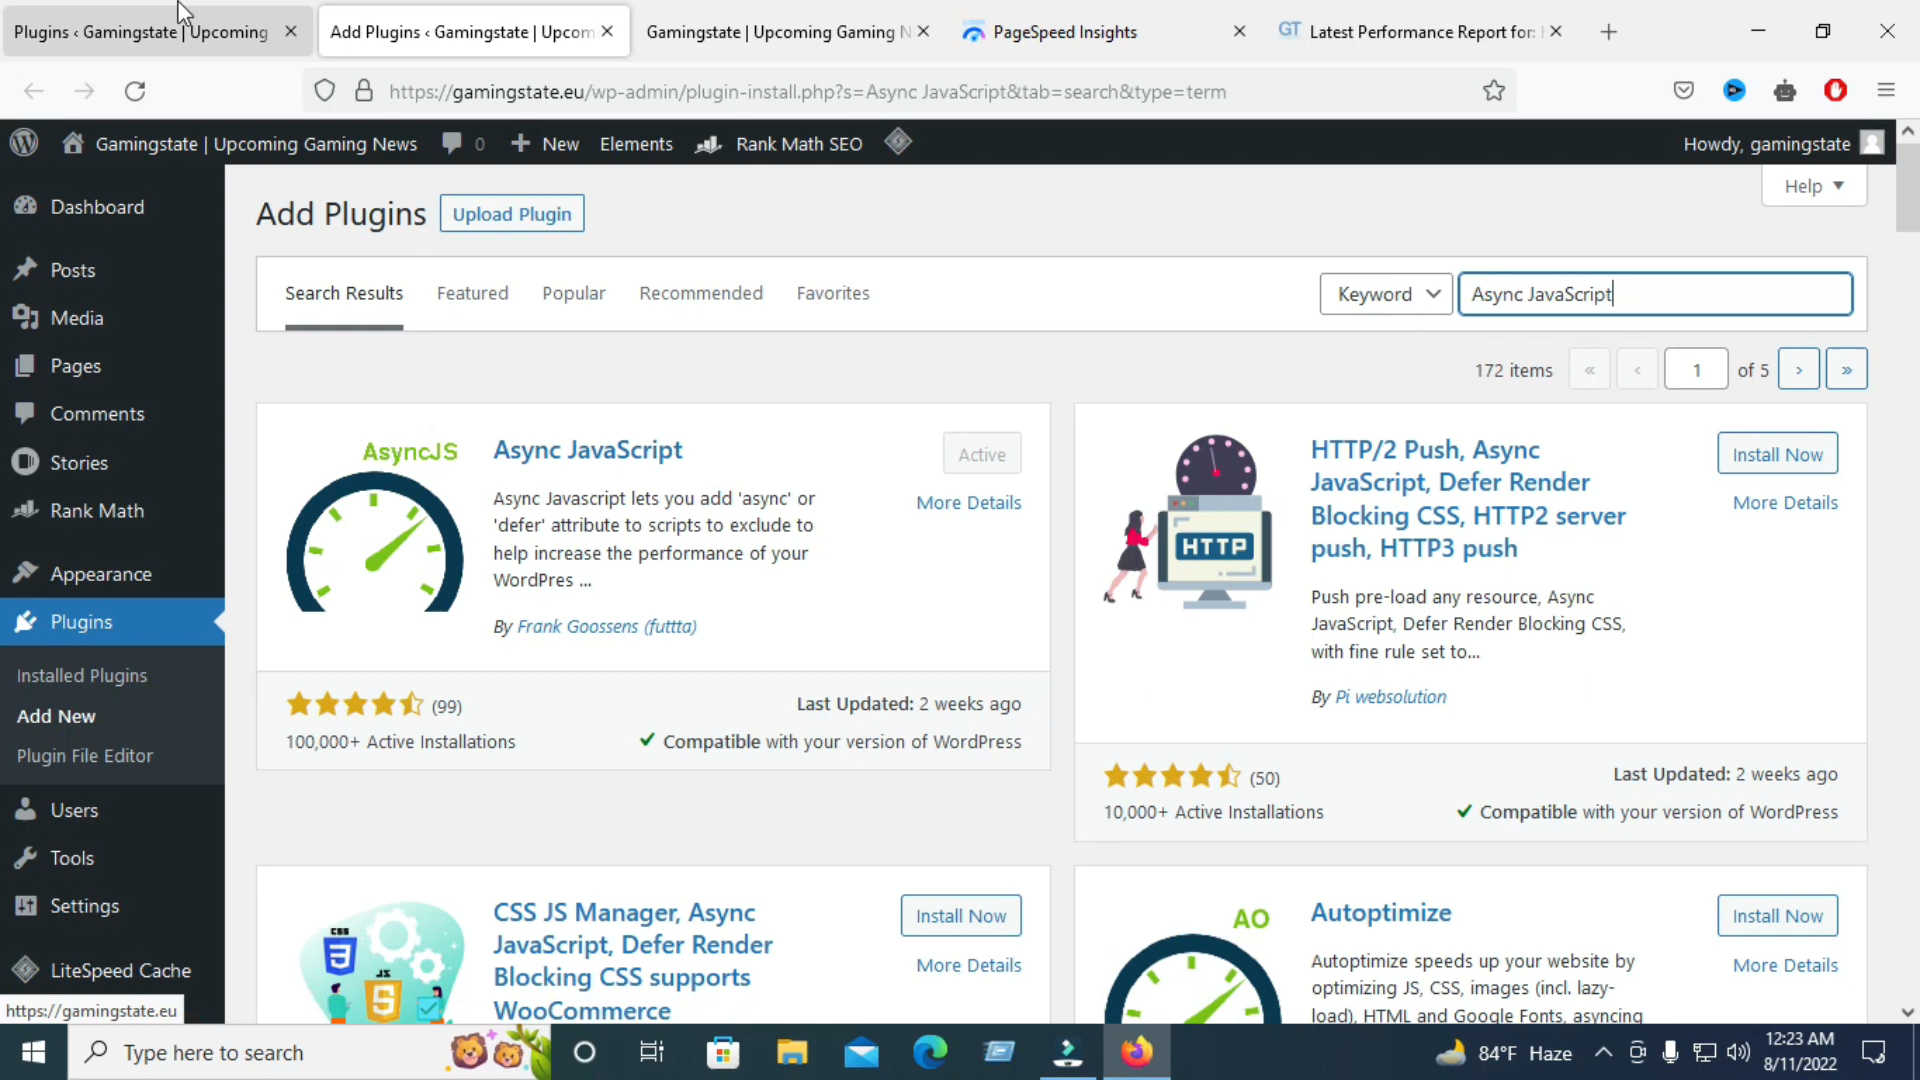 Plugins ‹ Gamingstate | Upcoming
Add Plugins ‹ Gamingstate | Upcom
Gamingstate | Upcoming Gaming N
PageSpeed Insights
GT Latest Performance Report for:
https://gamingstate.eu/wp-admin/plugin-install.php?s=Async JavaScript&tab=search&type=term
Gamingstate | Upcoming Gaming News
0
New
Elements
Rank Math SEO
Howdy, gamingstate
Dashboard
Posts
Media
Pages
Comments
Stories
Rank Math
Appearance
Plugins
Installed Plugins
Add New
Plugin File Editor
Users
Tools
Settings
LiteSpeed Cache
https://gamingstate.eu
Help
Add Plugins
Upload Plugin
Search Results
Featured
Popular
Recommended
Favorites
Keyword
Async JavaScript
172 items
«
‹
1
of 5
›
»
AsyncJS
Async JavaScript
Active
More Details
Async Javascript lets you add 'async' or
'defer' attribute to scripts to exclude to
help increase the performance of your
WordPres ...
By Frank Goossens (futtta)
(99)
Last Updated: 2 weeks ago
100,000+ Active Installations
Compatible with your version of WordPress
HTTP
HTTP/2 Push, Async
JavaScript, Defer Render
Blocking CSS, HTTP2 server
push, HTTP3 push
Install Now
More Details
Push pre-load any resource, Async
JavaScript, Defer Render Blocking CSS,
with fine rule set to...
By Pi websolution
(50)
Last Updated: 2 weeks ago
10,000+ Active Installations
Compatible with your version of WordPress
CSS
3
JS
5
CSS JS Manager, Async
JavaScript, Defer Render
Blocking CSS supports
WooCommerce
Install Now
More Details
AO
Autoptimize
Install Now
More Details
Autoptimize speeds up your website by
optimizing JS, CSS, images (incl. lazy-
load), HTML and Google Fonts, asyncing
Type here to search
84°F Haze
12:23 AM
8/11/2022